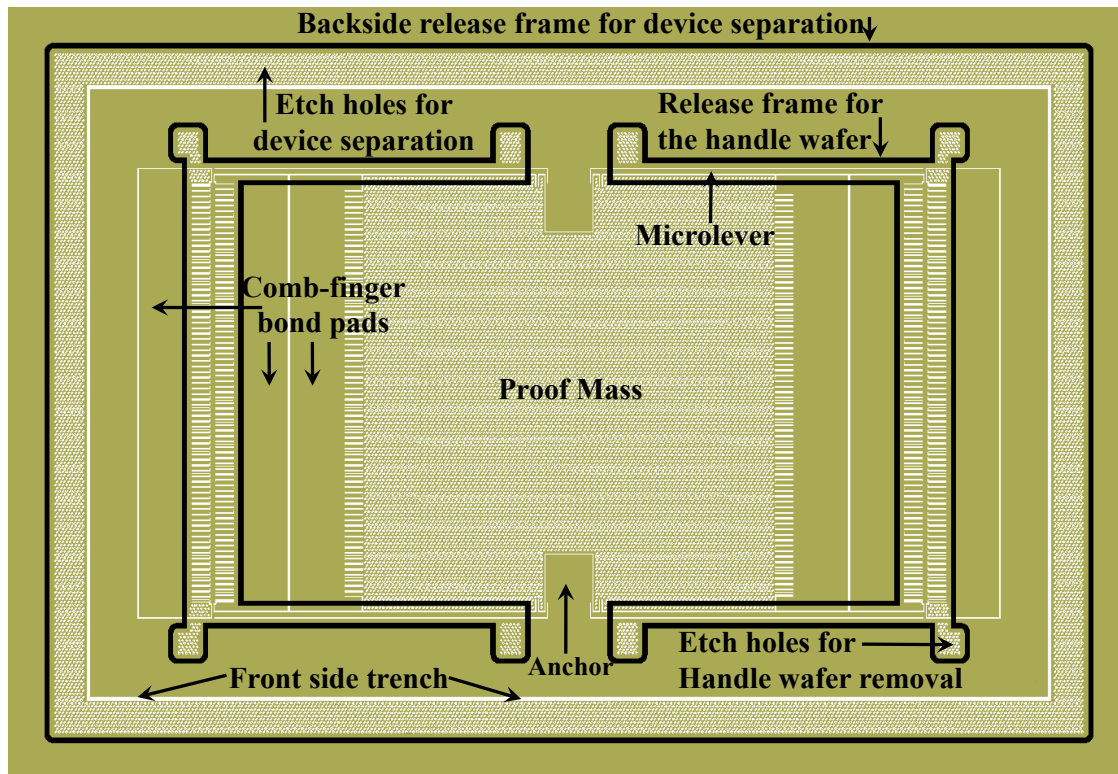 Backside release frame for device separation
Etch holes for
device separation
Release frame for
the handle wafer
Microlever
Comb-finger
bond pads
Proof Mass
Anchor
Etch holes for
Handle wafer removal
Front side trench